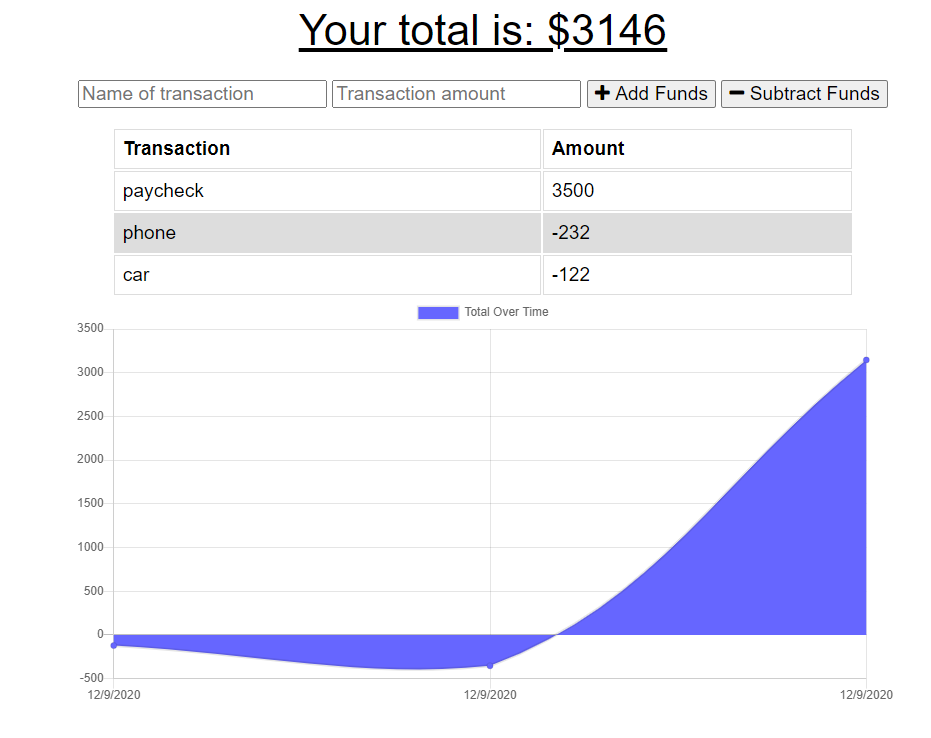 Your total is: $3146
Name of transaction Transaction amount + Add Funds − Subtract Funds
Transaction Amount
paycheck 3500
phone -232
car -122
Total Over Time
3500
3000
2500
2000
1500
1000
500
0
-500
12/9/2020 12/9/2020 12/9/2020